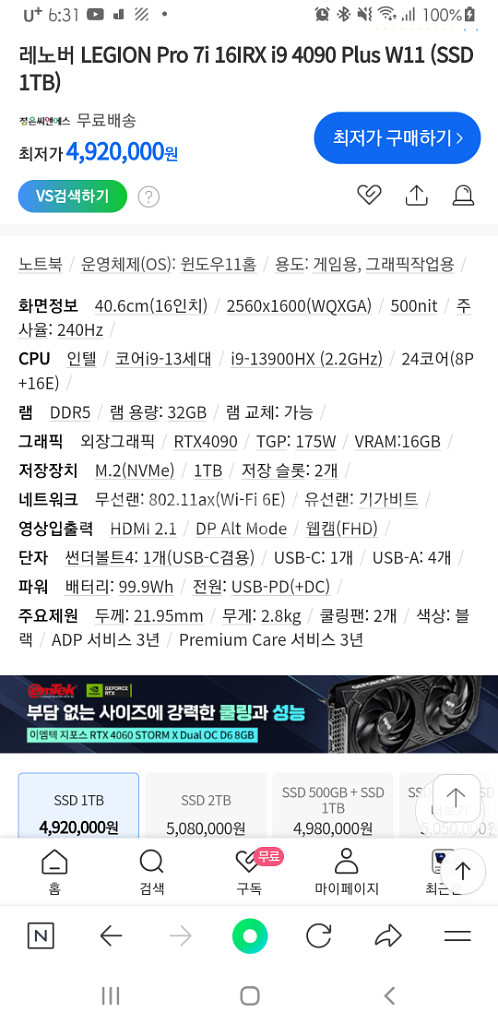 U⁺ 6:31
100%
레노버 LEGION Pro 7i 16IRX i9 4090 Plus W11 (SSD
1TB)
정은씨앤에스 무료배송
최저가 4,920,000원
최저가 구매하기 >
VS검색하기 ?
노트북 / 운영체제(OS): 윈도우11홈 / 용도: 게임용, 그래픽작업용 /
화면정보 40.6cm(16인치) / 2560x1600(WQXGA) / 500nit / 주
사율: 240Hz /
CPU 인텔 / 코어i9-13세대 / i9-13900HX (2.2GHz) / 24코어(8P
+16E) /
램 DDR5 / 램 용량: 32GB / 램 교체: 가능 /
그래픽 외장그래픽 / RTX4090 / TGP: 175W / VRAM:16GB /
저장장치 M.2(NVMe) / 1TB / 저장 슬롯: 2개 /
네트워크 무선랜: 802.11ax(Wi-Fi 6E) / 유선랜: 기가비트 /
영상입출력 HDMI 2.1 / DP Alt Mode / 웹캠(FHD) /
단자 썬더볼트4: 1개(USB-C겸용) / USB-C: 1개 / USB-A: 4개 /
파워 배터리: 99.9Wh / 전원: USB-PD(+DC) /
주요제원 두께: 21.95mm / 무게: 2.8kg / 쿨링팬: 2개 / 색상: 블
랙 / ADP 서비스 3년 / Premium Care 서비스 3년
emTek NVIDIA GEFORCE RTX
부담 없는 사이즈에 강력한 쿨링과 성능
이엠텍 지포스 RTX 4060 STORM X Dual OC D6 8GB
SSD 1TB
4,920,000원
SSD 2TB
5,080,000원
SSD 500GB + SSD
1TB
4,980,000원
더보기
5,050,000원
무료
홈 검색 구독 마이페이지 최근
N